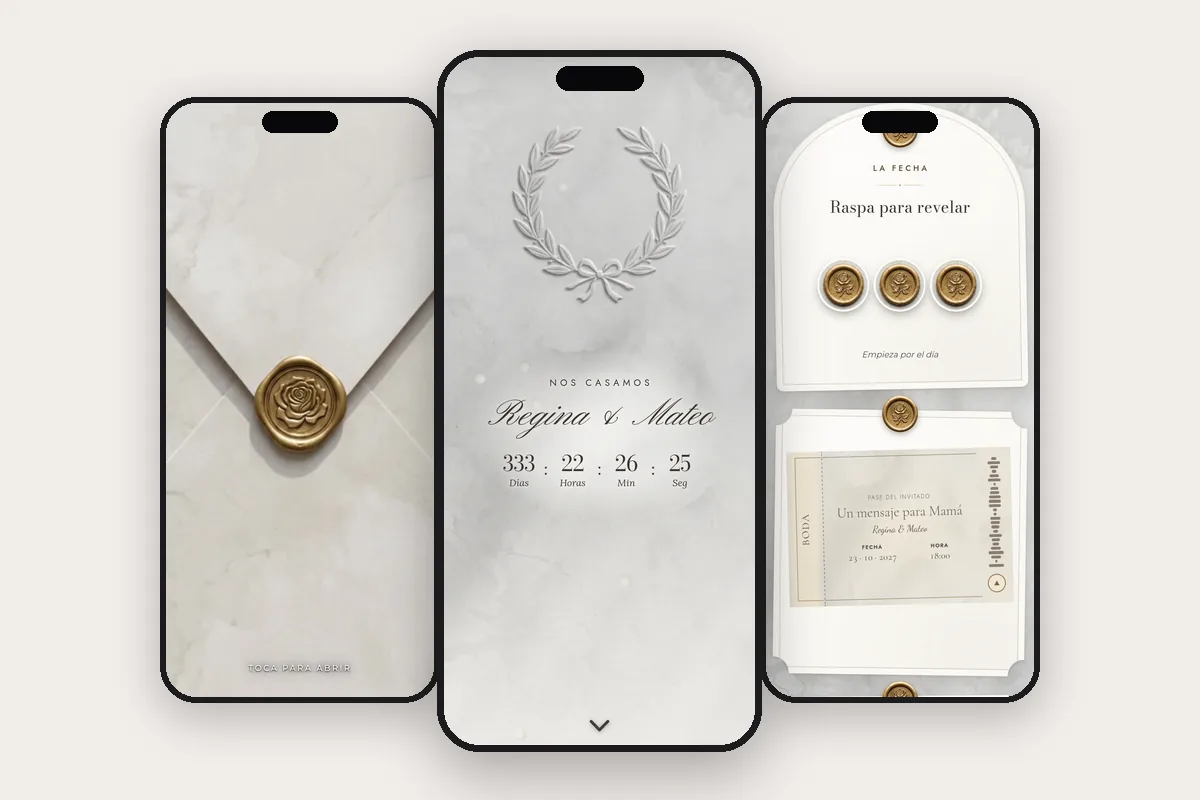 TOCA PARA ABRIR
NOS CASAMOS
Regina & Mateo
333 : 22 : 26 : 25
Días Horas Min Seg
LA FECHA
Raspa para revelar
Empieza por el día
BODA
PASE DEL INVITADO
Un mensaje para Mamá
Regina & Mateo
FECHA HORA
23 · 10 · 2027 18:00